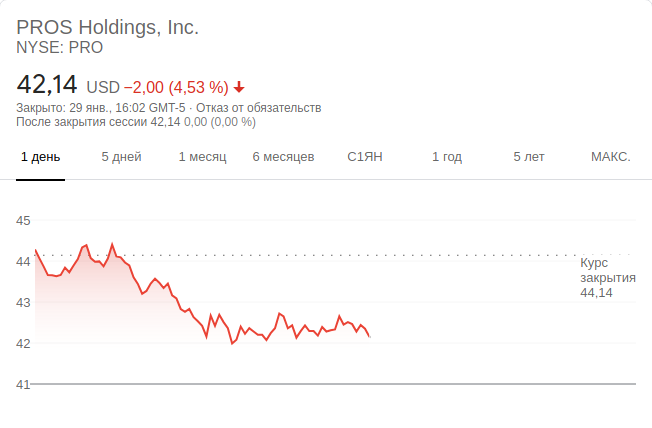 PROS Holdings, Inc.
NYSE: PRO
42,14 USD −2,00 (4,53 %)
Закрыто: 29 янв., 16:02 GMT-5 · Отказ от обязательств
После закрытия сессии 42,14 0,00 (0,00 %)
1 день 5 дней 1 месяц 6 месяцев С1ЯН 1 год 5 лет МАКС.
45
44
Курс
закрытия
44,14
43
42
41